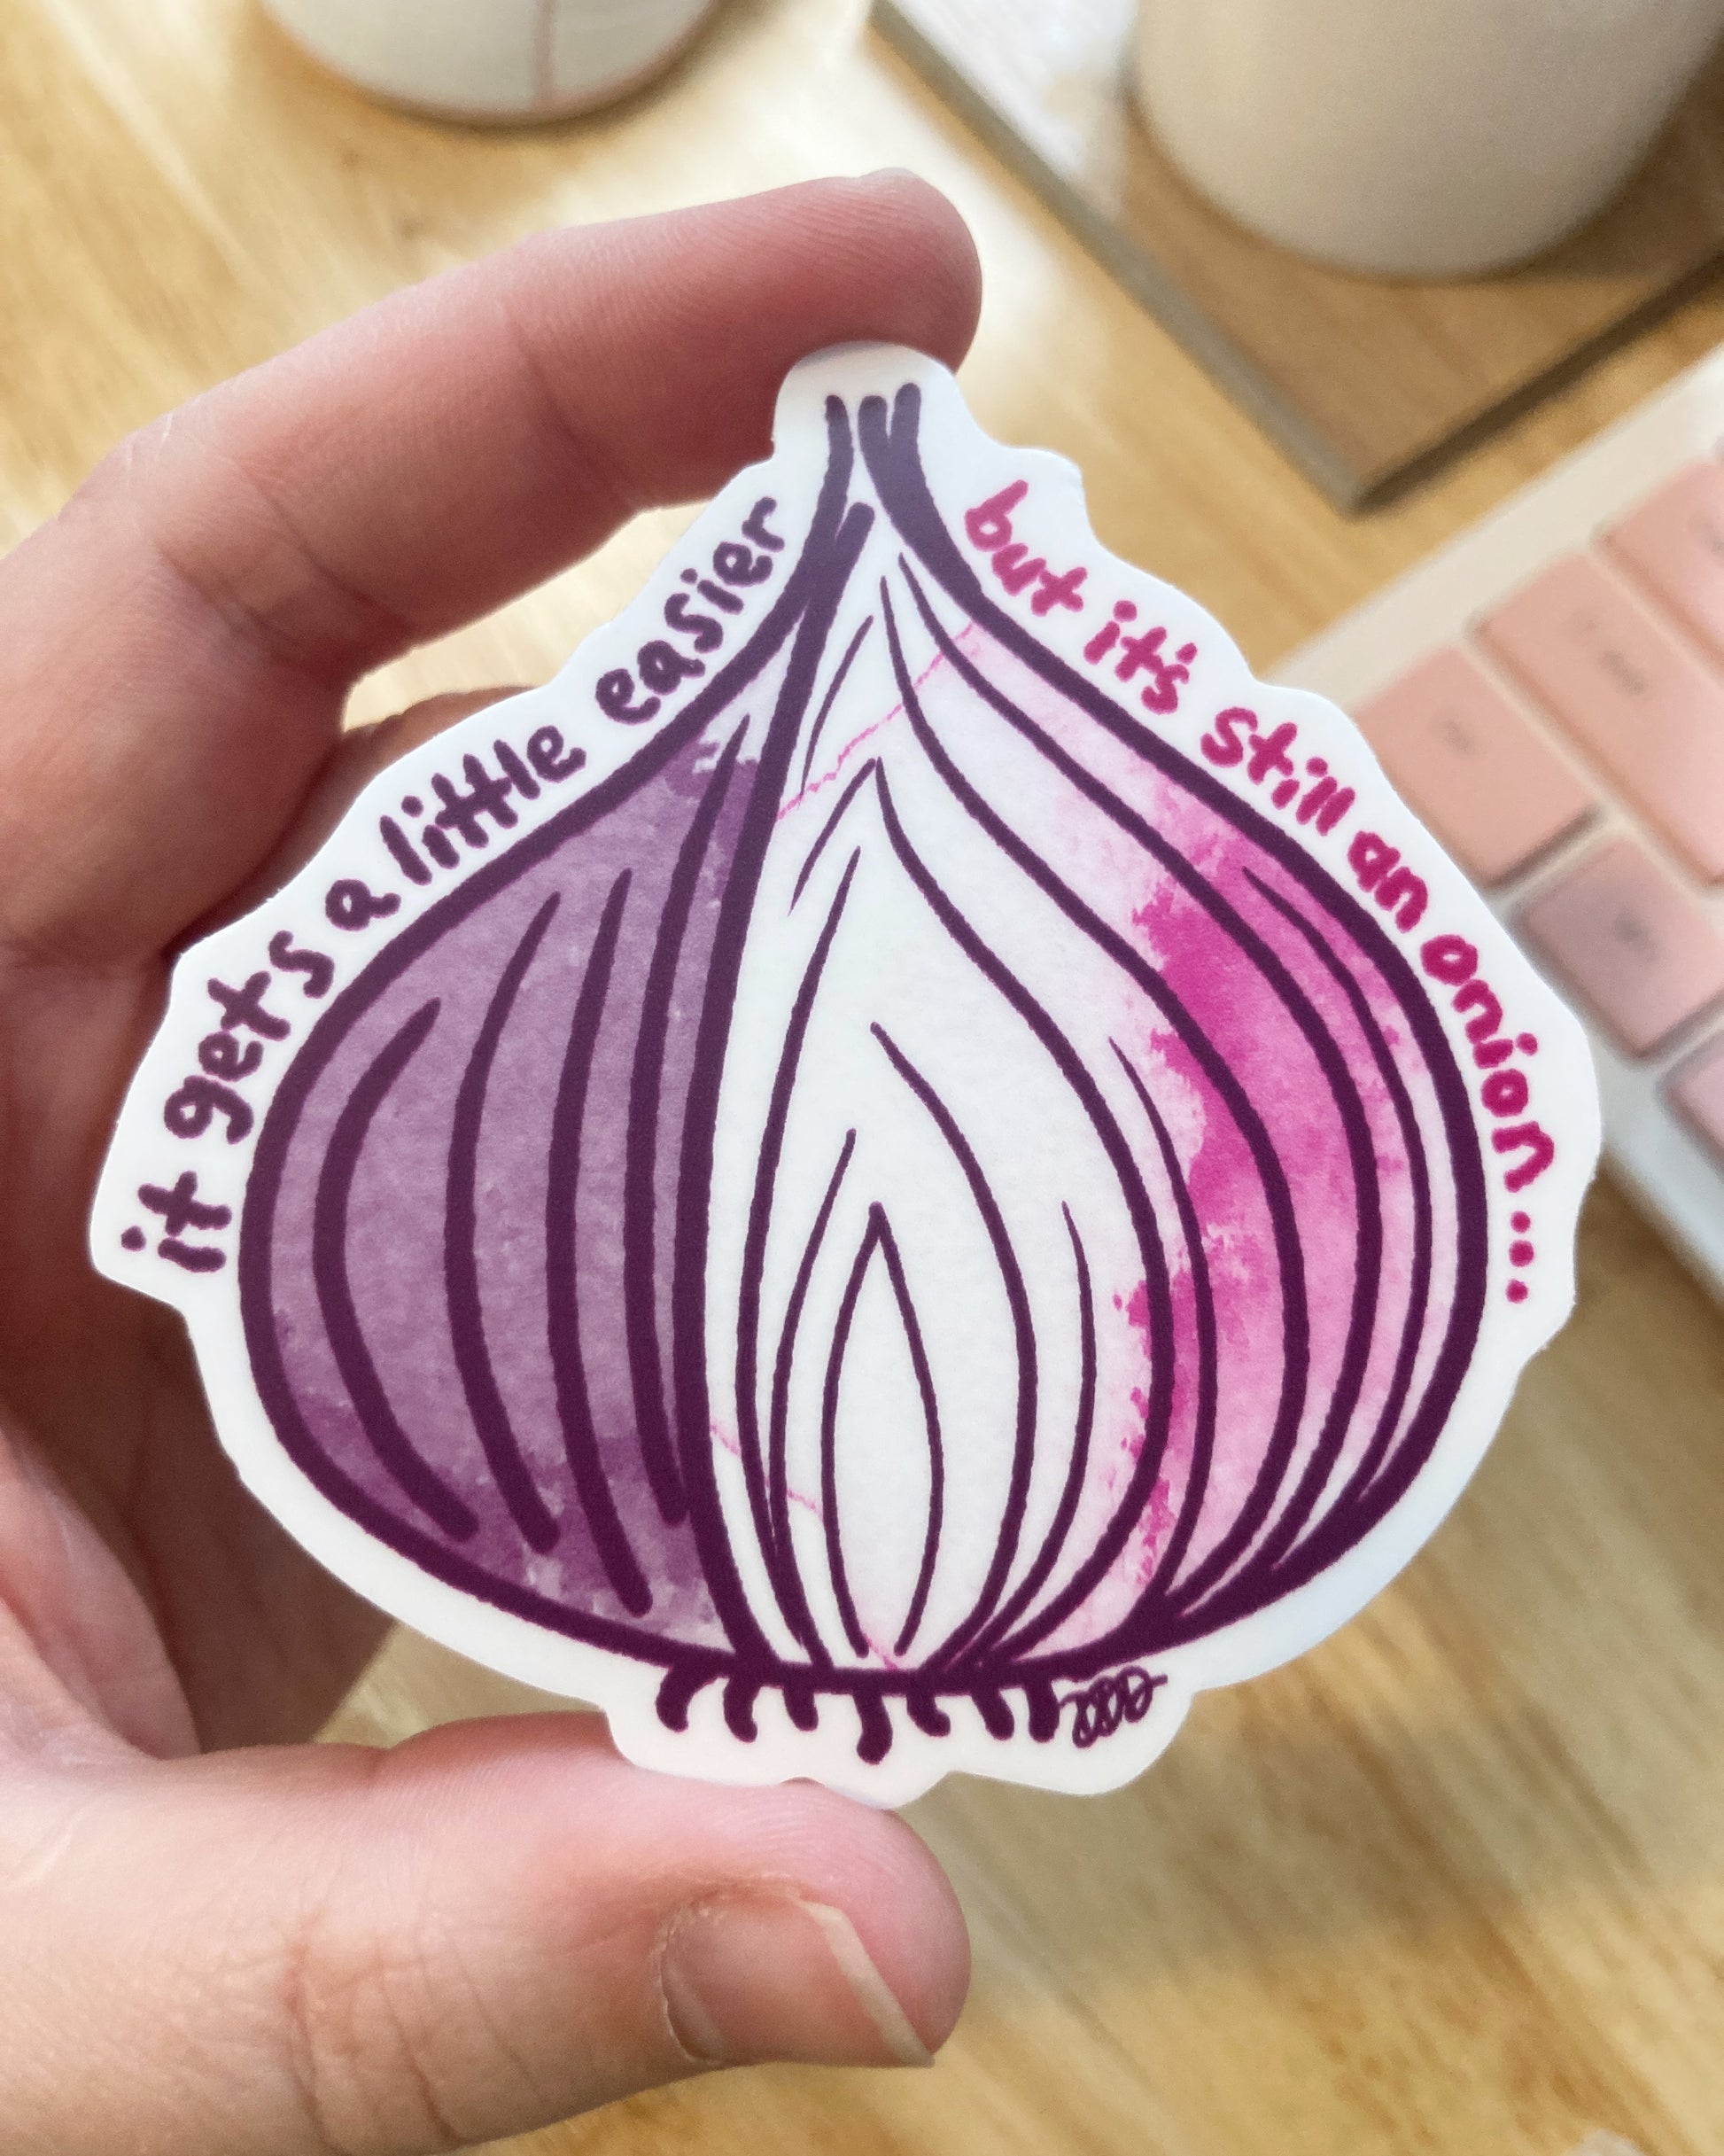 it gets a little easier
but it's still an onion...